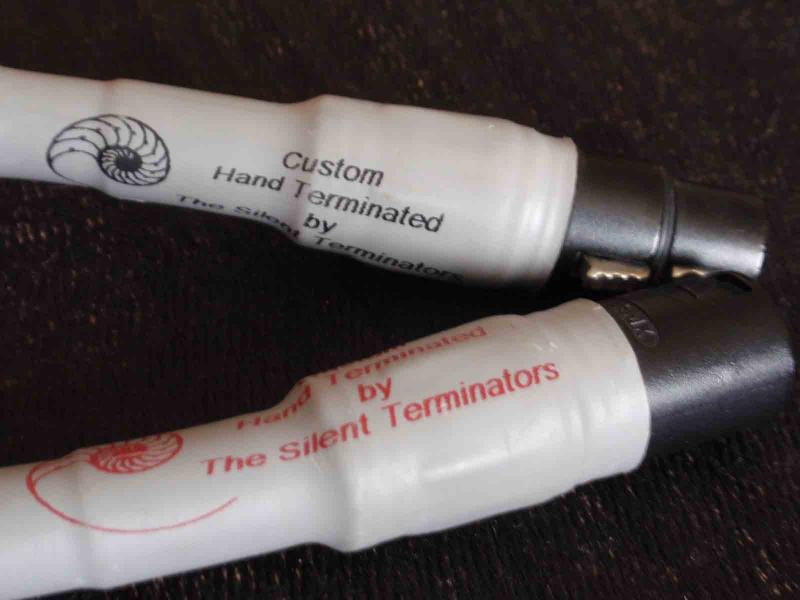 Custom
Hand Terminated
by
The Silent Terminators
Hand Terminated
by
The Silent Terminators